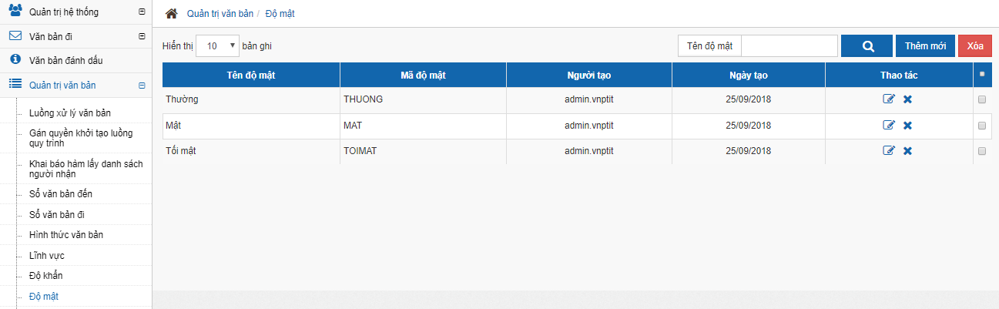 Quản trị hệ thống
Văn bản đi
Văn bản đánh dấu
Quản trị văn bản
Luồng xử lý văn bản
Gán quyền khởi tạo luồng
quy trình
Khai báo hàm lấy danh sách
người nhận
Sổ văn bản đến
Sổ văn bản đi
Hình thức văn bản
Lĩnh vực
Độ khẩn
Độ mật
Quản trị văn bản / Độ mật
Hiển thị 10 bản ghi
Tên độ mật Thêm mới Xóa
Tên độ mật Mã độ mật Người tạo Ngày tạo Thao tác
Thường THUONG admin.vnptit 25/09/2018
Mật MAT admin.vnptit 25/09/2018
Tối mật TOIMAT admin.vnptit 25/09/2018